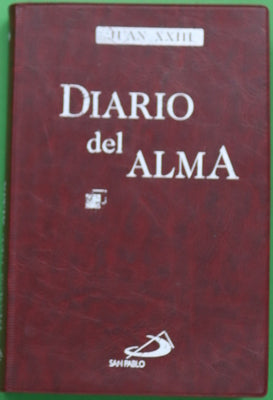 JUAN XXIII
DIARIO
del ALMA
SAN PABLO